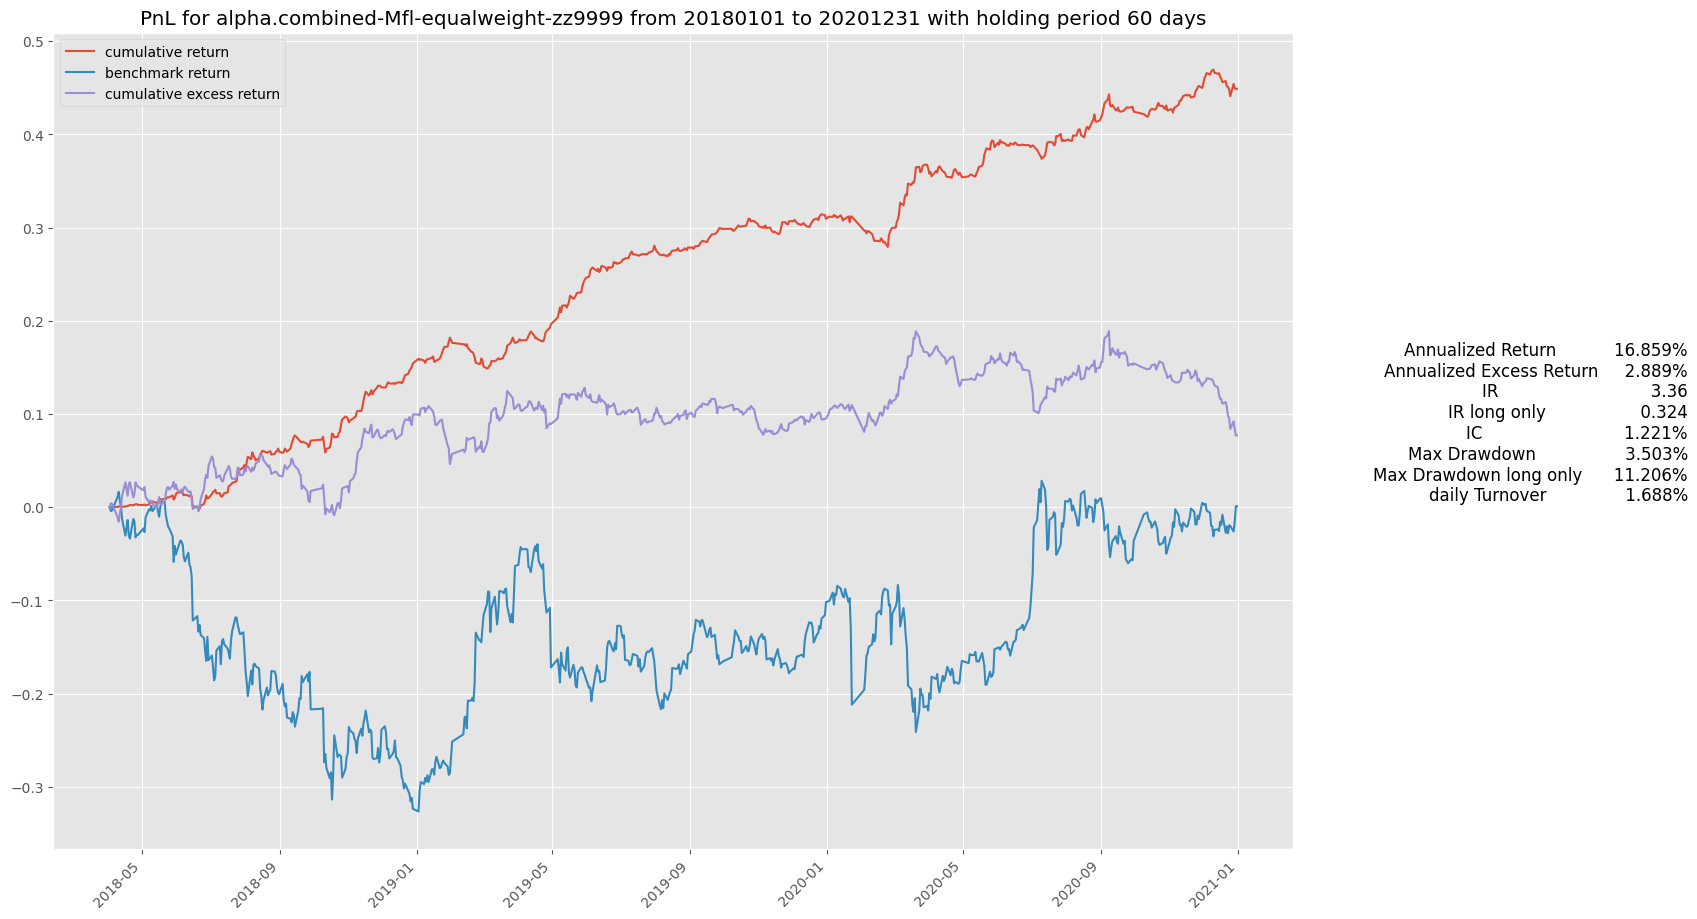 PnL for alpha.combined-Mfl-equalweight-zz9999 from 20180101 to 20201231 with holding period 60 days
cumulative return
benchmark return
cumulative excess return
0.5
0.4
0.3
0.2
0.1
0.0
−0.1
−0.2
−0.3
2018-05
2018-09
2019-01
2019-05
2019-09
2020-01
2020-05
2020-09
2021-01
Annualized Return 16.859%
Annualized Excess Return 2.889%
IR 3.36
IR long only 0.324
IC 1.221%
Max Drawdown 3.503%
Max Drawdown long only 11.206%
daily Turnover 1.688%